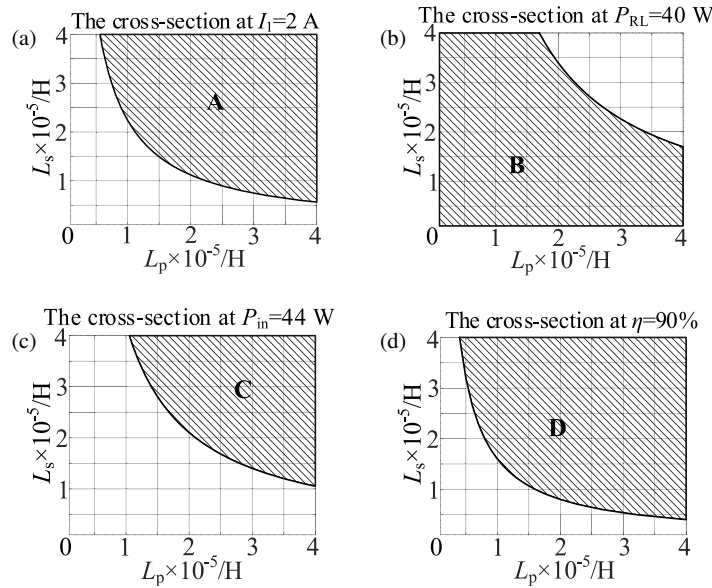 (a) The cross-section at I₁=2 A
4
3
2
1
0 1 2 3 4
Lₛ×10⁻⁵/H
Lₚ×10⁻⁵/H
A
(b) The cross-section at P_RL=40 W
4
3
2
1
0 1 2 3 4
Lₛ×10⁻⁵/H
Lₚ×10⁻⁵/H
B
(c) The cross-section at P_in=44 W
4
3
2
1
0 1 2 3 4
Lₛ×10⁻⁵/H
Lₚ×10⁻⁵/H
C
(d) The cross-section at η=90%
4
3
2
1
0 1 2 3 4
Lₛ×10⁻⁵/H
Lₚ×10⁻⁵/H
D